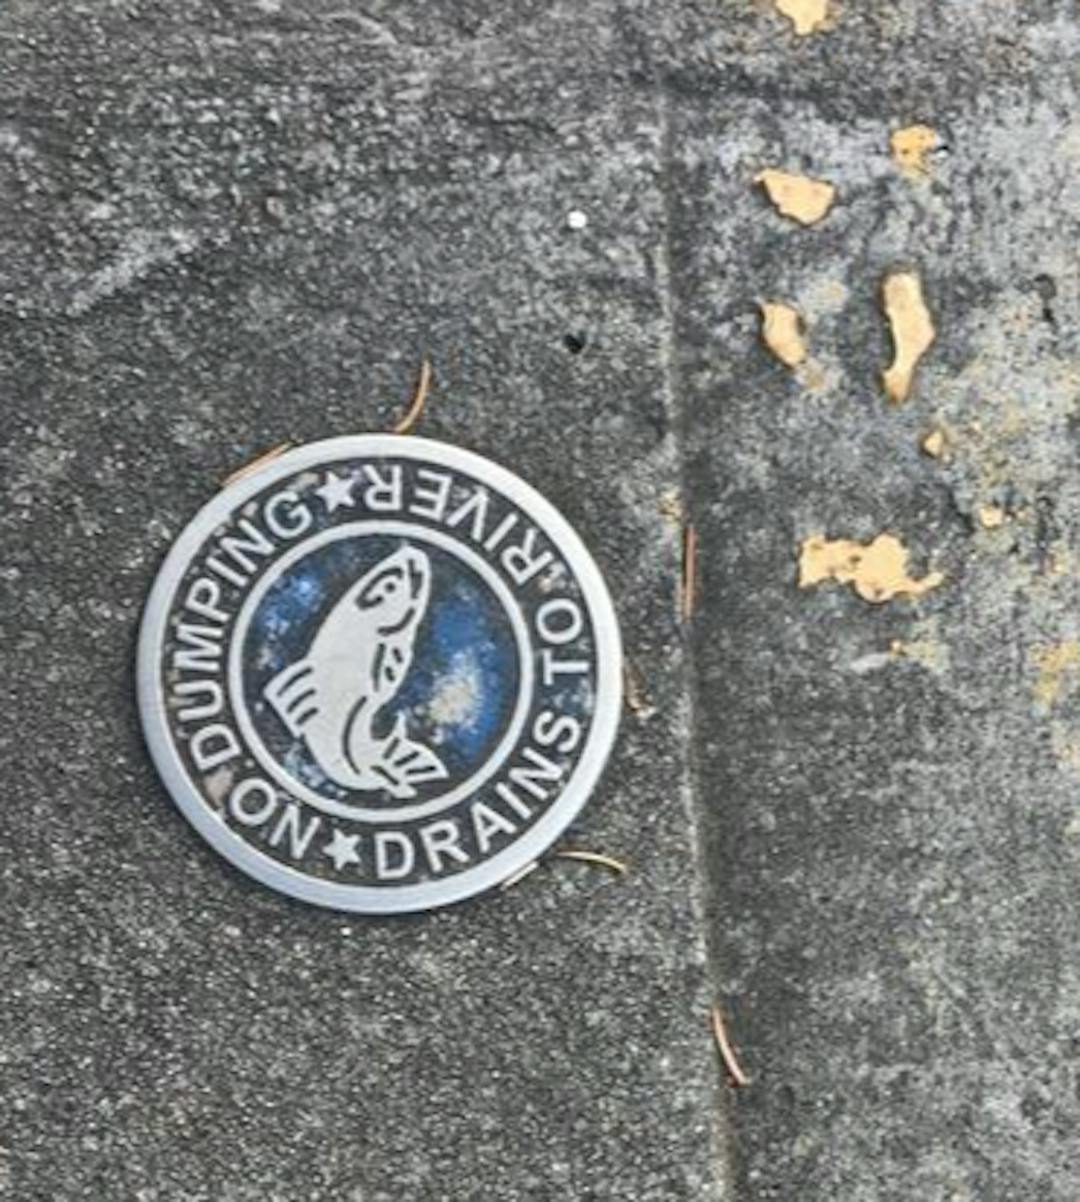 NO DUMPING★DRAINS TO RIVER★